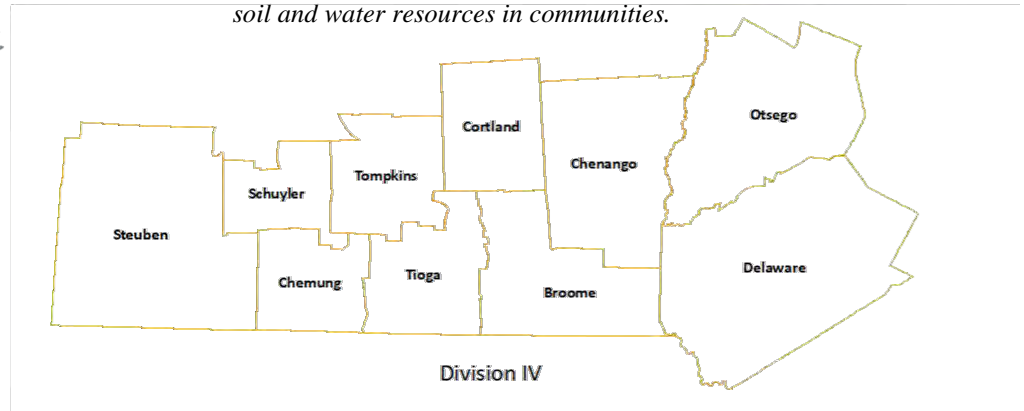 soil and water resources in communities.
Otsego
Cortland
Chenango
Tompkins
Schuyler
Steuben
Delaware
Tioga
Chemung
Broome
Division IV